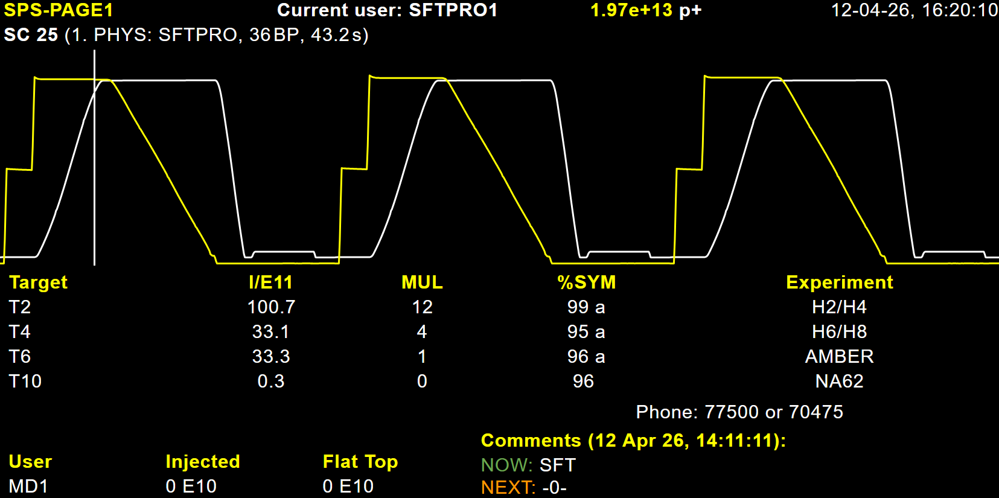 SPS-PAGE1 Current user: SFTPRO1 1.97e+13 p+ 12-04-26, 16:20:10
SC 25 (1. PHYS: SFTPRO, 36BP, 43.2s)
Target I/E11 MUL %SYM Experiment
T2 100.7 12 99 a H2/H4
T4 33.1 4 95 a H6/H8
T6 33.3 1 96 a AMBER
T10 0.3 0 96 NA62
Phone: 77500 or 70475
Comments (12 Apr 26, 14:11:11):
User Injected Flat Top
NOW: SFT
MD1 0 E10 0 E10
NEXT: -0-